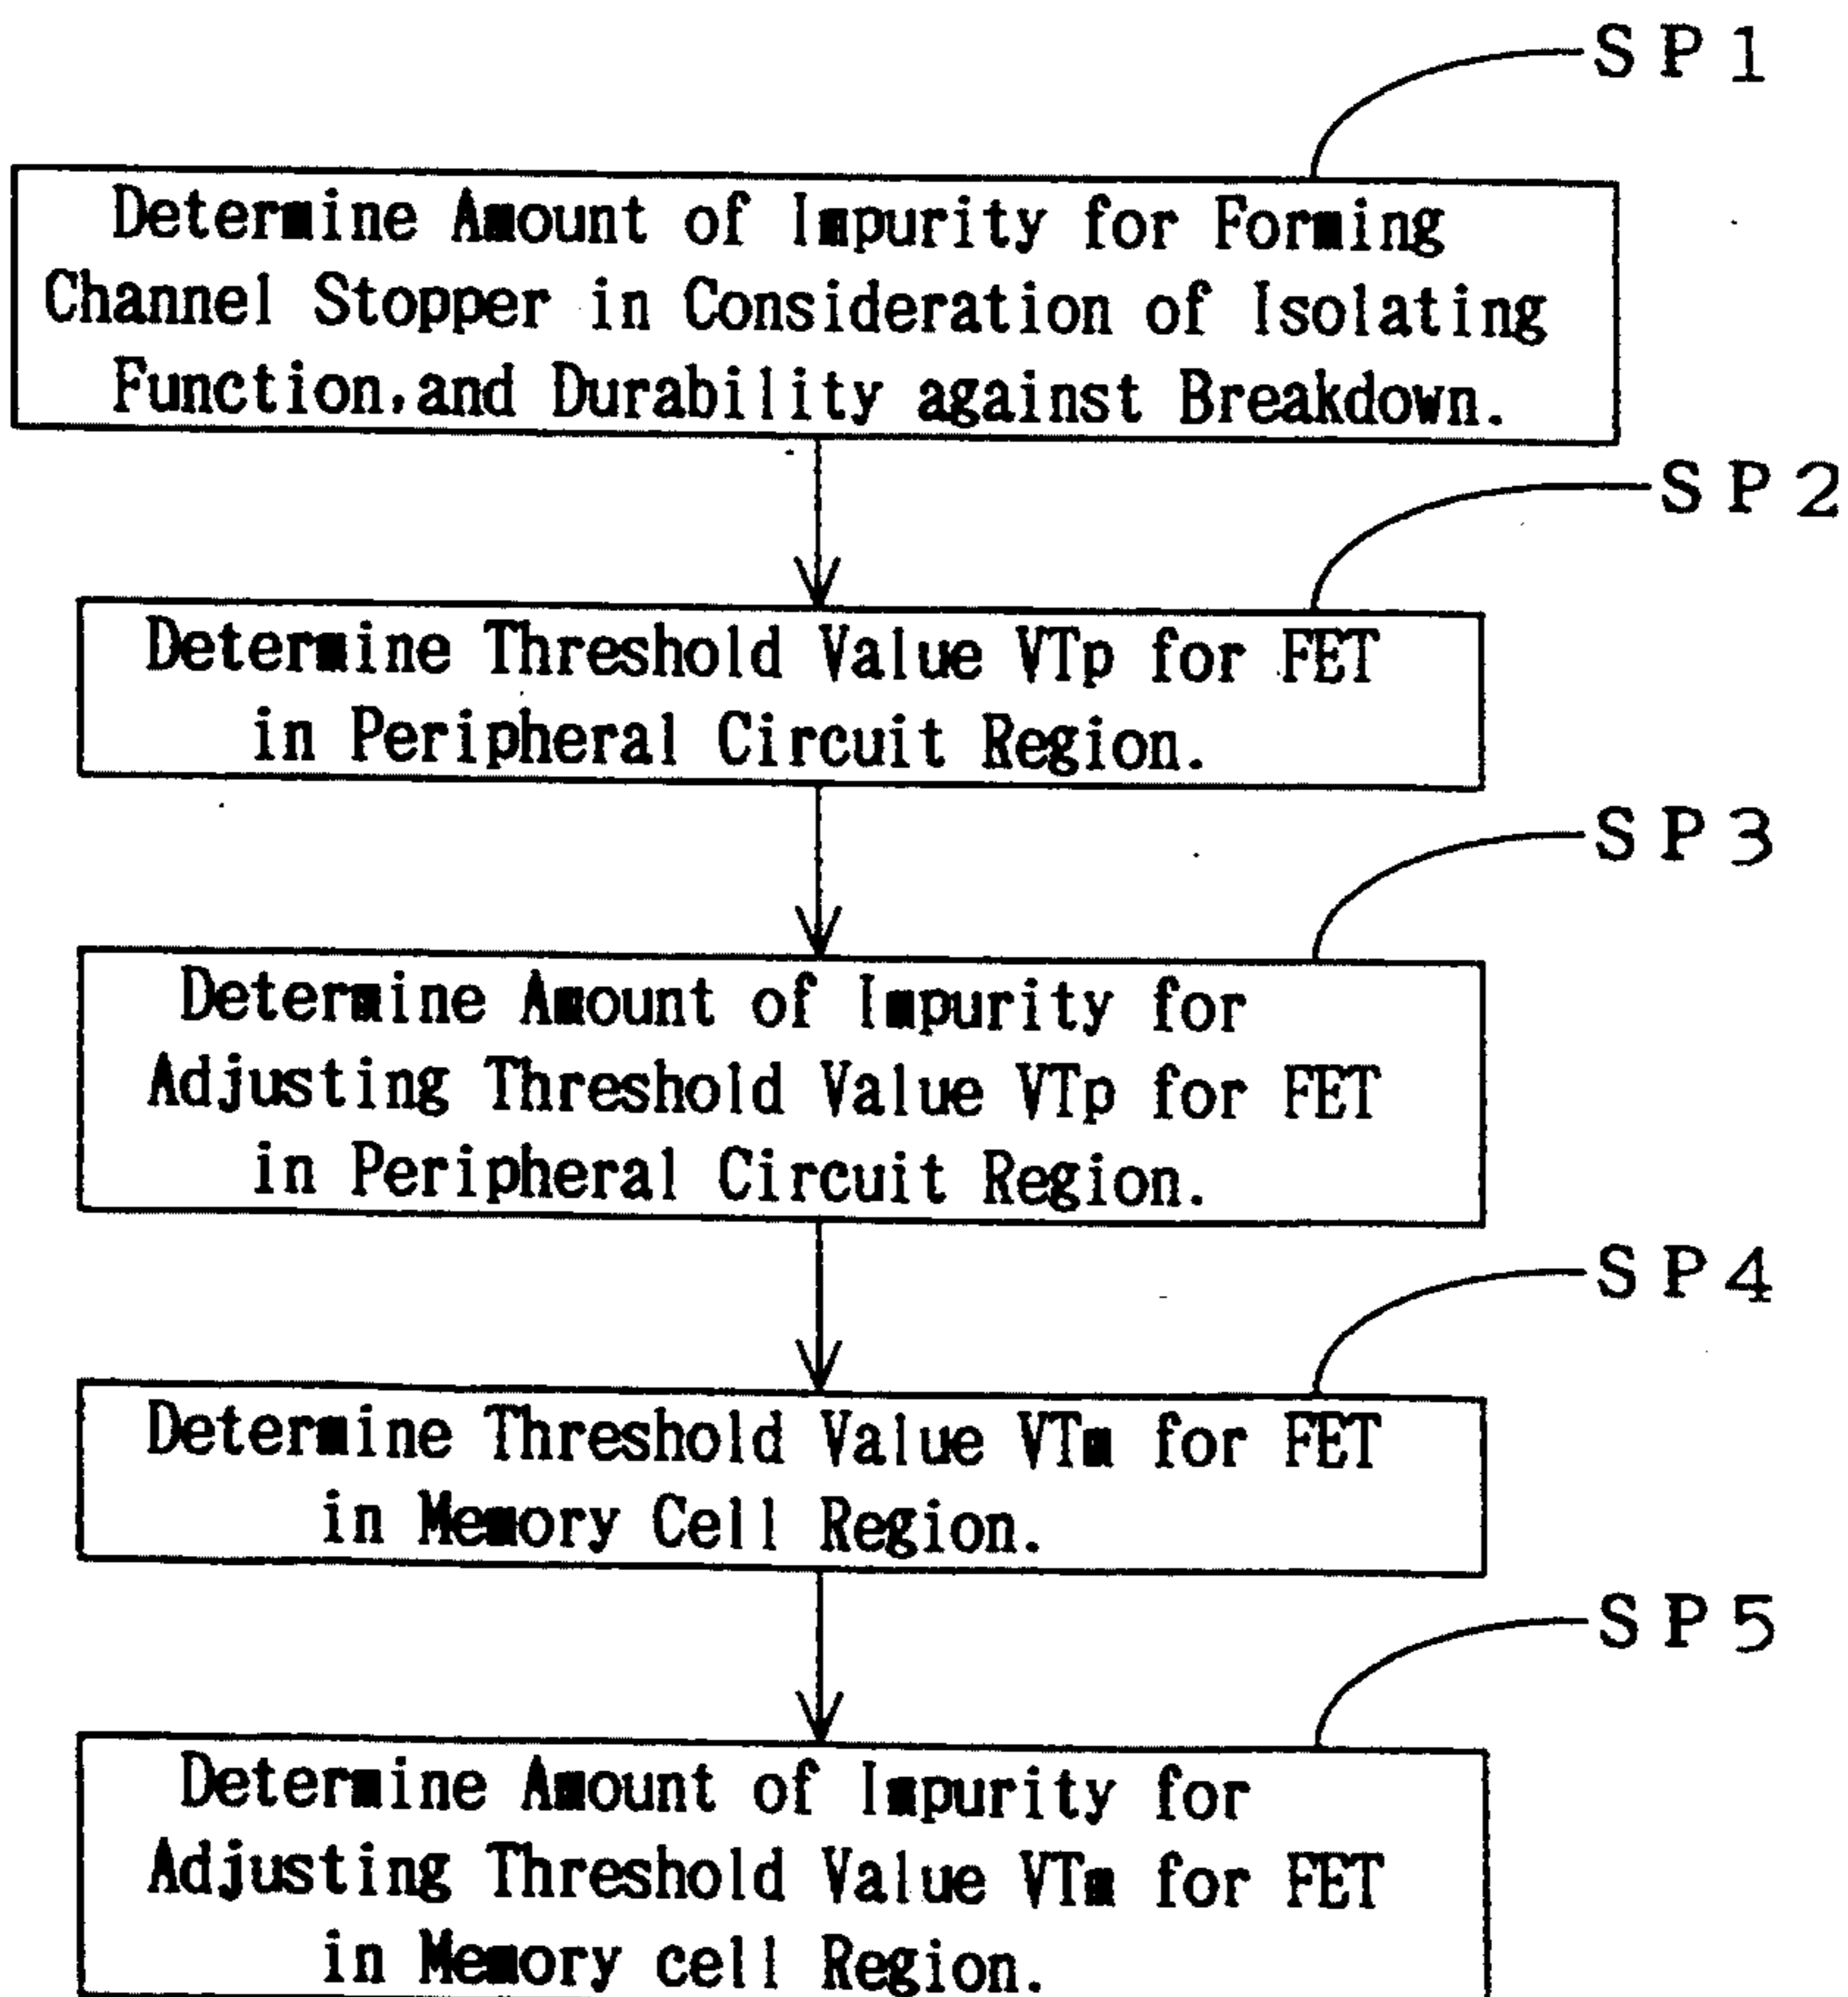 SP1
Determine Amount of Impurity for Forming
Channel Stopper in Consideration of Isolating
Function,and Durability against Breakdown.
SP2
Determine Threshold Value VTp for FET
in Peripheral Circuit Region.
SP3
Determine Amount of Impurity for
Adjusting Threshold Value VTp for FET
in Peripheral Circuit Region.
SP4
Determine Threshold Value VTm for FET
in Memory Cell Region.
SP5
Determine Amount of Impurity for
Adjusting Threshold Value VTm for FET
in Memory cell Region.